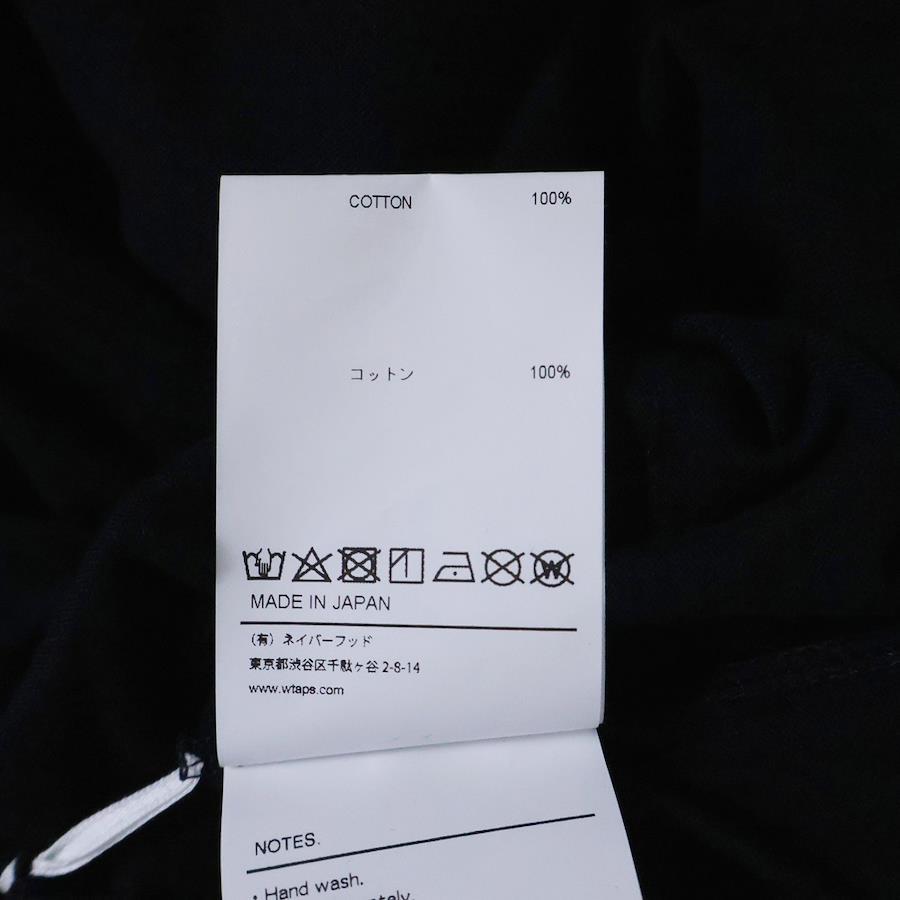 COTTON 100%
コットン 100%
W
MADE IN JAPAN
(有) ネイバーフッド
東京都渋谷区千駄ヶ谷 2-8-14
www.wtaps.com
NOTES.
・Hand wash.